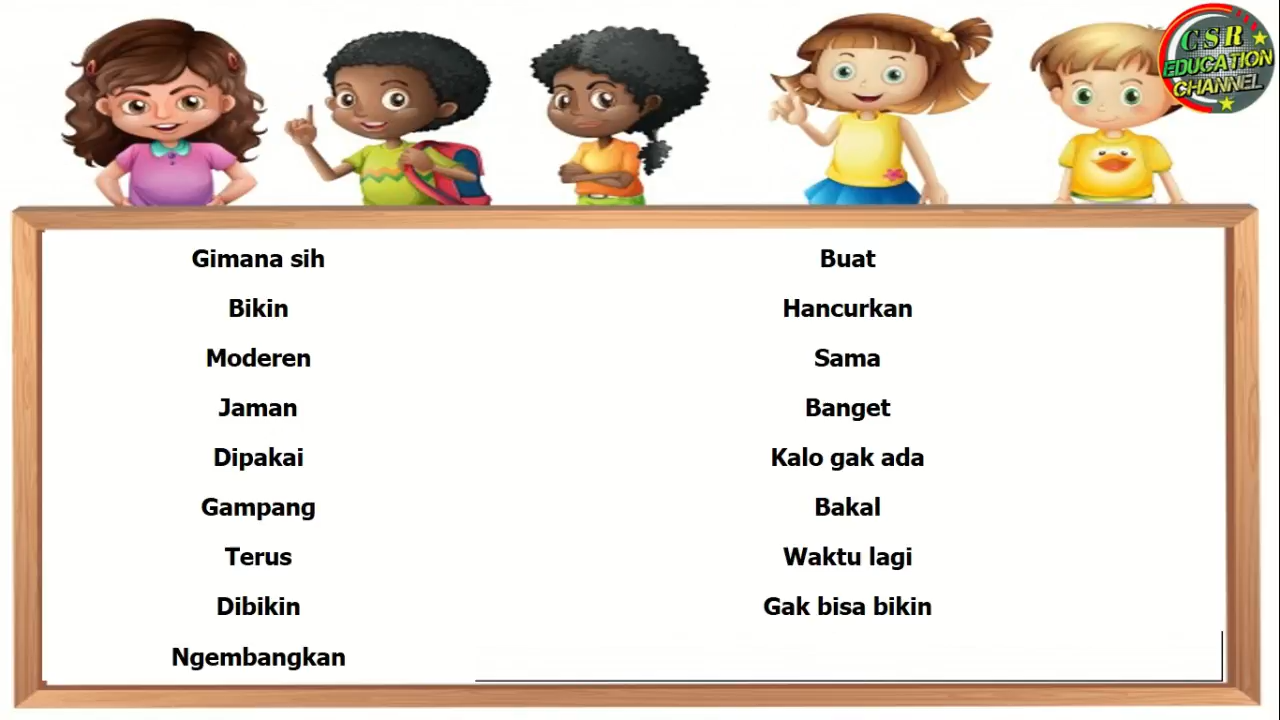 CSR
EDUCATION
CHANNEL
Gimana sih
Bikin
Moderen
Jaman
Dipakai
Gampang
Terus
Dibikin
Ngembangkan
Buat
Hancurkan
Sama
Banget
Kalo gak ada
Bakal
Waktu lagi
Gak bisa bikin